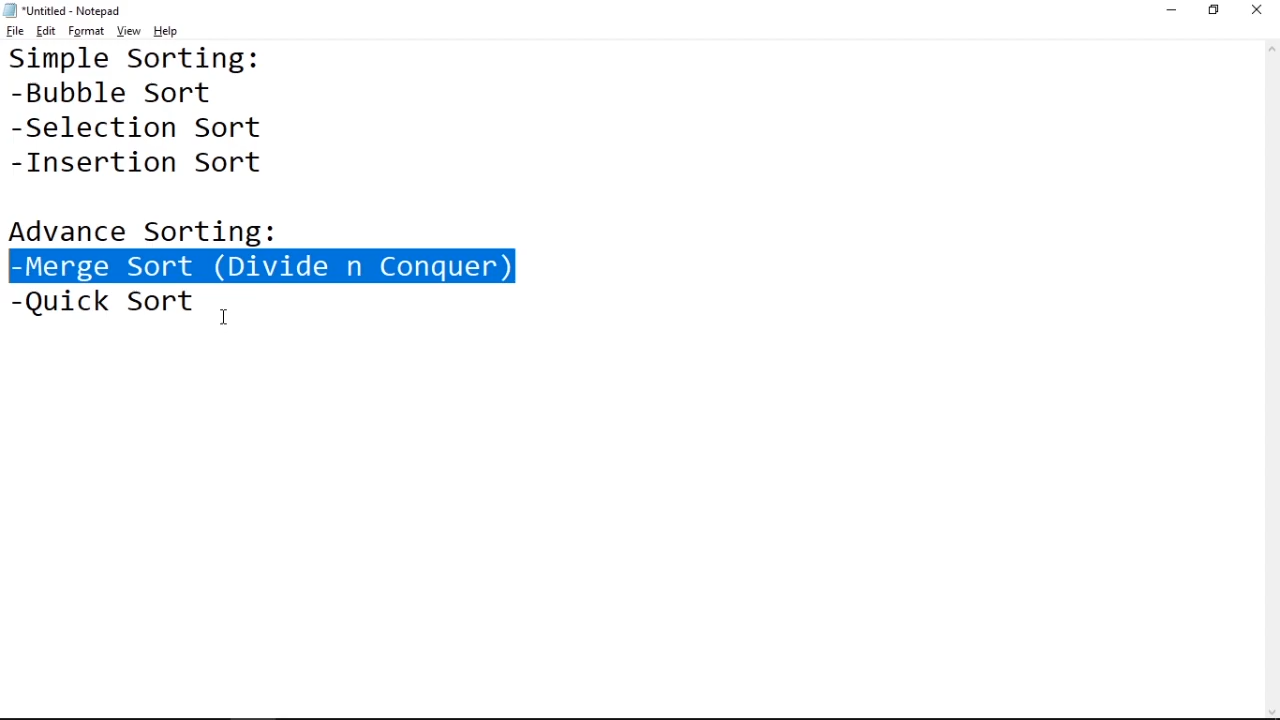 *Untitled - Notepad
File Edit Format View Help
Simple Sorting:
-Bubble Sort
-Selection Sort
-Insertion Sort
Advance Sorting:
-Merge Sort (Divide n Conquer)
-Quick Sort